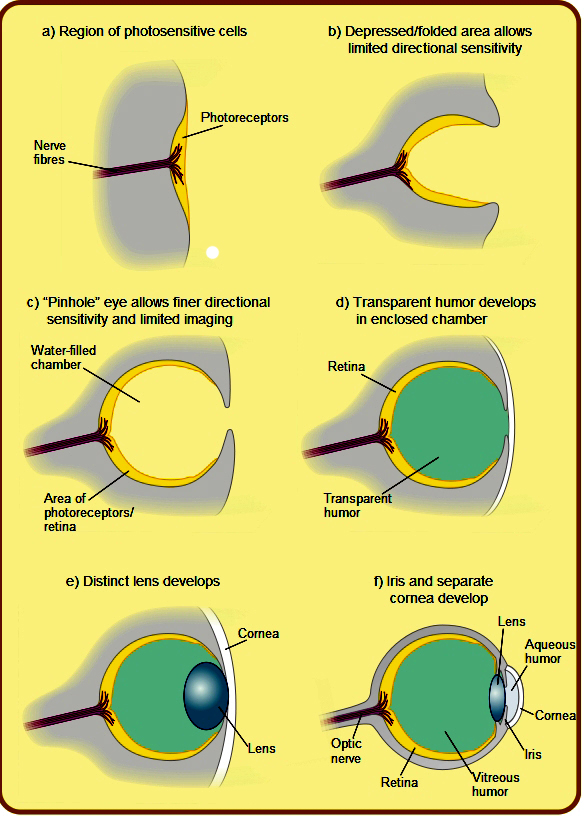 a) Region of photosensitive cells
Nerve
fibres
Photoreceptors
b) Depressed/folded area allows
limited directional sensitivity
c) “Pinhole” eye allows finer directional
sensitivity and limited imaging
Water-filled
chamber
Area of
photoreceptors/
retina
d) Transparent humor develops
in enclosed chamber
Retina
Transparent
humor
e) Distinct lens develops
Cornea
Lens
f) Iris and separate
cornea develop
Lens
Aqueous
humor
Cornea
Iris
Optic
nerve
Vitreous
humor
Retina